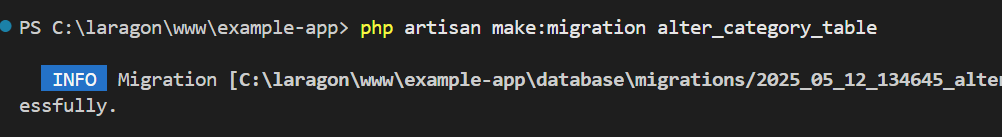 PS C:\laragon\www\example-app> php artisan make:migration alter_category_table
INFO Migration [C:\laragon\www\example-app\database\migrations/2025_05_12_134645_alter
essfully.